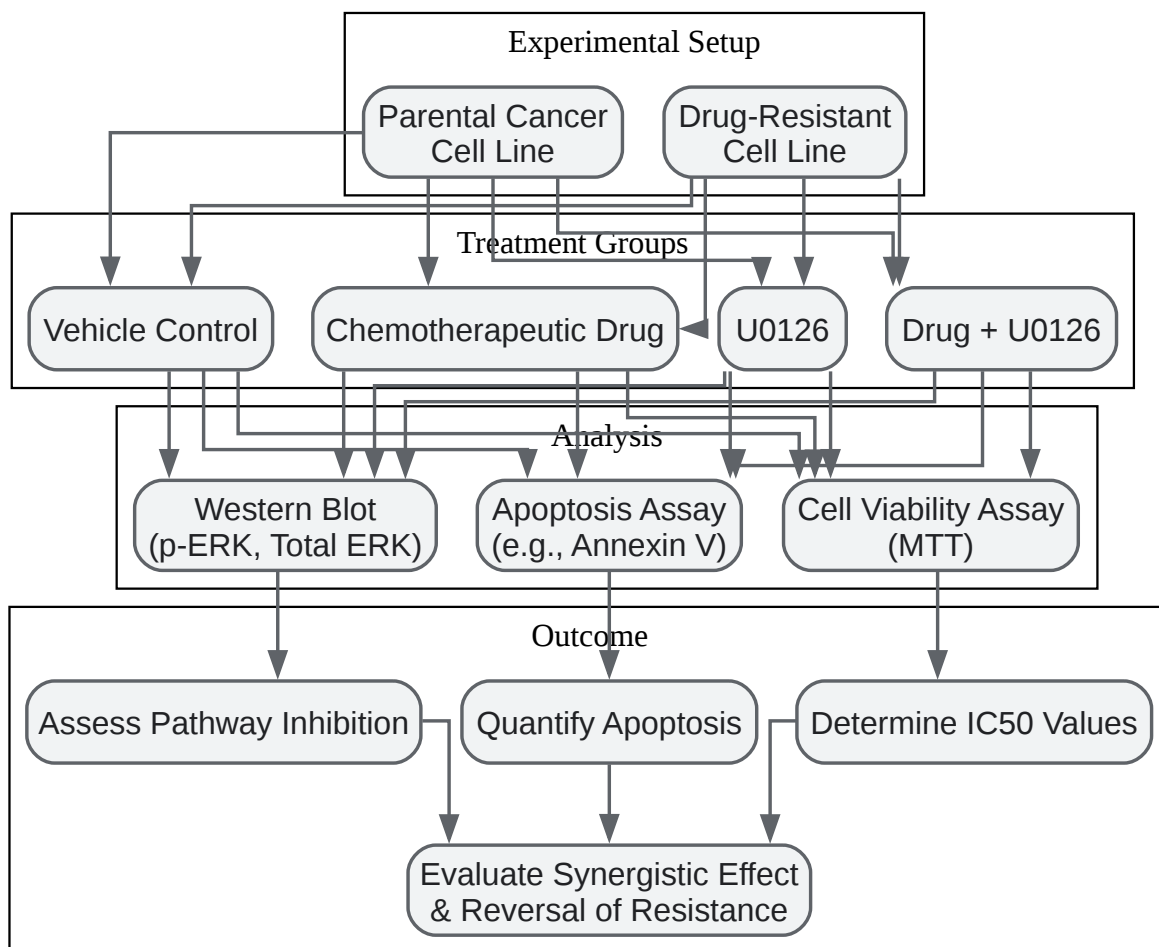 Experimental Setup
Parental Cancer
Cell Line
Drug-Resistant
Cell Line
Treatment Groups
Vehicle Control
Chemotherapeutic Drug
U0126
Drug + U0126
Analysis
Western Blot
(p-ERK, Total ERK)
Apoptosis Assay
(e.g., Annexin V)
Cell Viability Assay
(MTT)
Outcome
Assess Pathway Inhibition
Quantify Apoptosis
Determine IC50 Values
Evaluate Synergistic Effect
& Reversal of Resistance